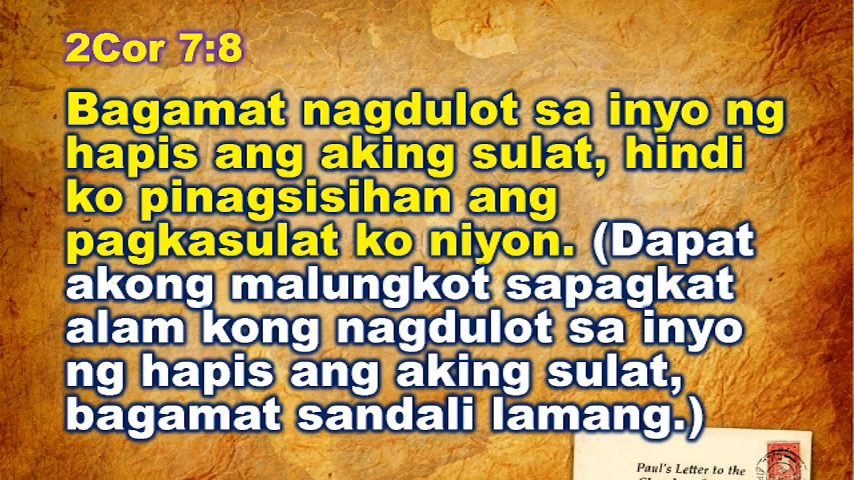 2Cor 7:8
Bagamat nagdulot sa inyo ng
hapis ang aking sulat, hindi
ko pinagsisihan ang
pagkasulat ko niyon. (Dapat
akong malungkot sapagkat
alam kong nagdulot sa inyo
ng hapis ang aking sulat,
bagamat sandali lamang.)
Paul's Letter to the